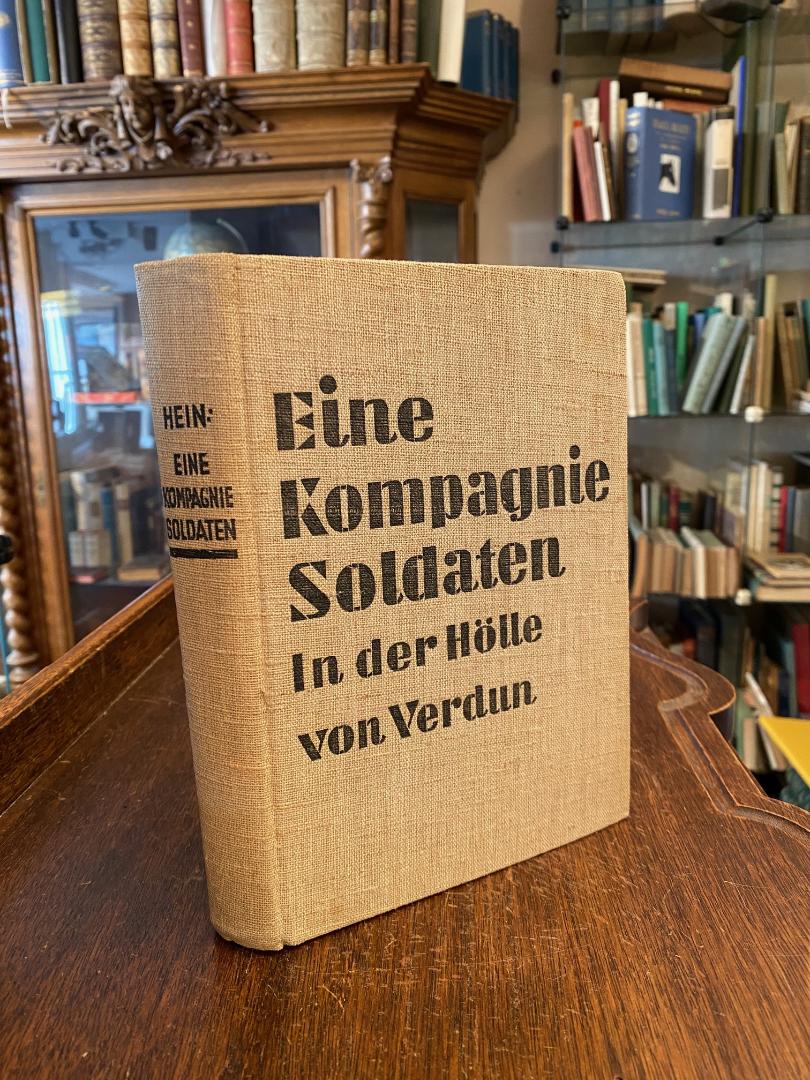 HEIN:
EINE
KOMPAGNIE
SOLDATEN
Eine
Kompagnie
Soldaten
In der Hölle
von Verdun